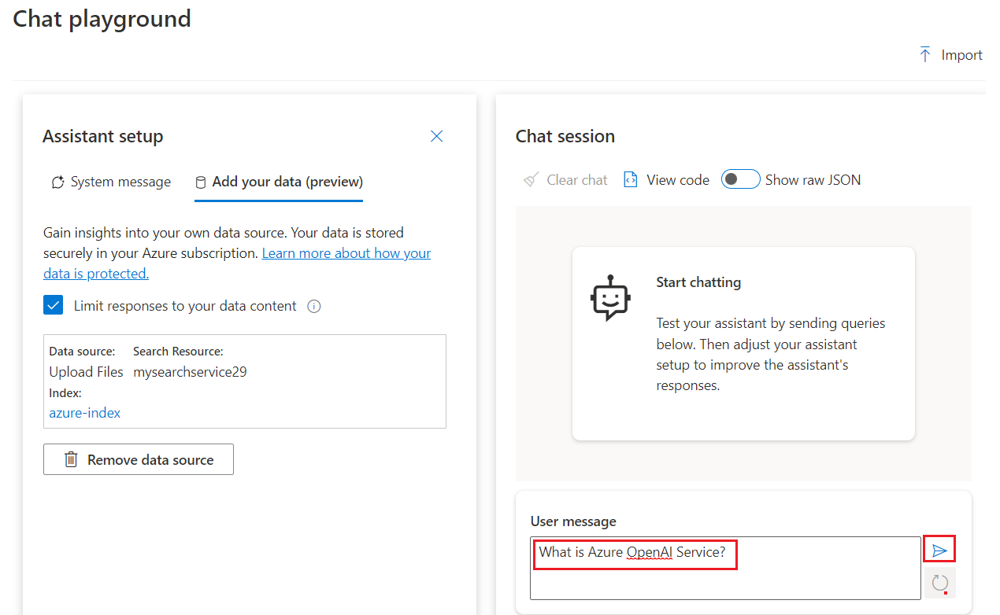 Chat playground
Import
Assistant setup
System message
Add your data (preview)
Gain insights into your own data source. Your data is stored
securely in your Azure subscription. Learn more about how your
data is protected.
Limit responses to your data content
Data source: Search Resource:
Upload Files mysearchservice29
Index:
azure-index
Remove data source
Chat session
Clear chat
View code
Show raw JSON
Start chatting
Test your assistant by sending queries
below. Then adjust your assistant
setup to improve the assistant's
responses.
User message
What is Azure OpenAI Service?